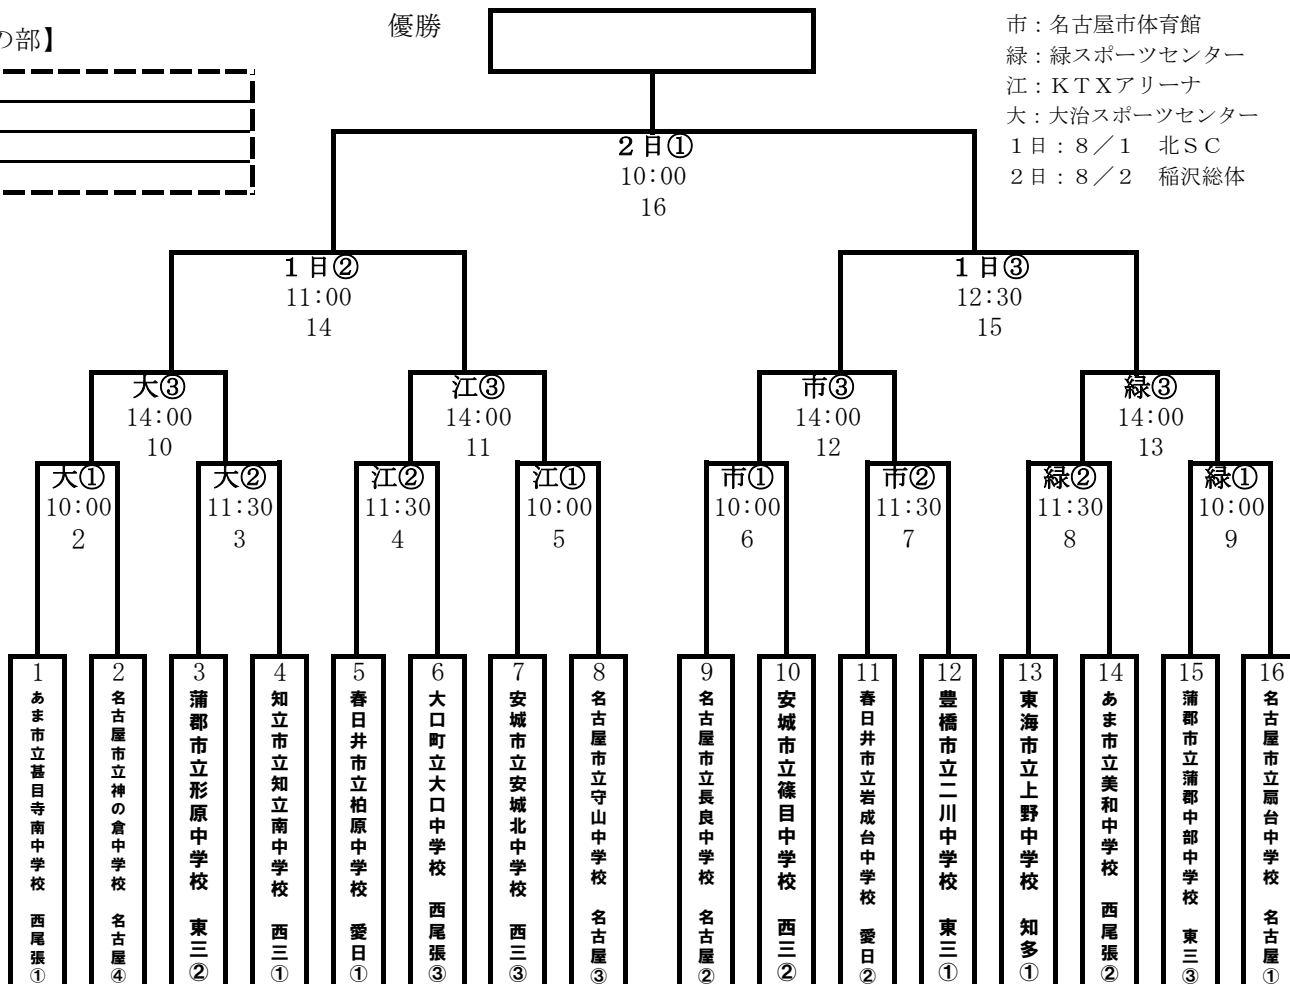 の部】
優勝
市：名古屋市体育館
緑：緑スポーツセンター
江：ＫＴＸアリーナ
大：大治スポーツセンター
１日：８／１　北ＳＣ
２日：８／２　稲沢総体
２日①
10:00
16
１日②
11:00
14
１日③
12:30
15
大③
14:00
10
江③
14:00
11
市③
14:00
12
緑③
14:00
13
大①
10:00
2
大②
11:30
3
江②
11:30
4
江①
10:00
5
市①
10:00
6
市②
11:30
7
緑②
11:30
8
緑①
10:00
9
1
あま市立甚目寺南中学校　西尾張①
2
名古屋市立神の倉中学校　名古屋④
3
蒲郡市立形原中学校　東三②
4
知立市立知立南中学校　西三①
5
春日井市立柏原中学校　愛日①
6
大口町立大口中学校　西尾張③
7
安城市立安城北中学校　西三③
8
名古屋市立守山中学校　名古屋③
9
名古屋市立長良中学校　名古屋②
10
安城市立篠目中学校　西三②
11
春日井市立岩成台中学校　愛日②
12
豊橋市立二川中学校　東三①
13
東海市立上野中学校　知多①
14
あま市立美和中学校　西尾張②
15
蒲郡市立蒲郡中部中学校　東三③
16
名古屋市立扇台中学校　名古屋①